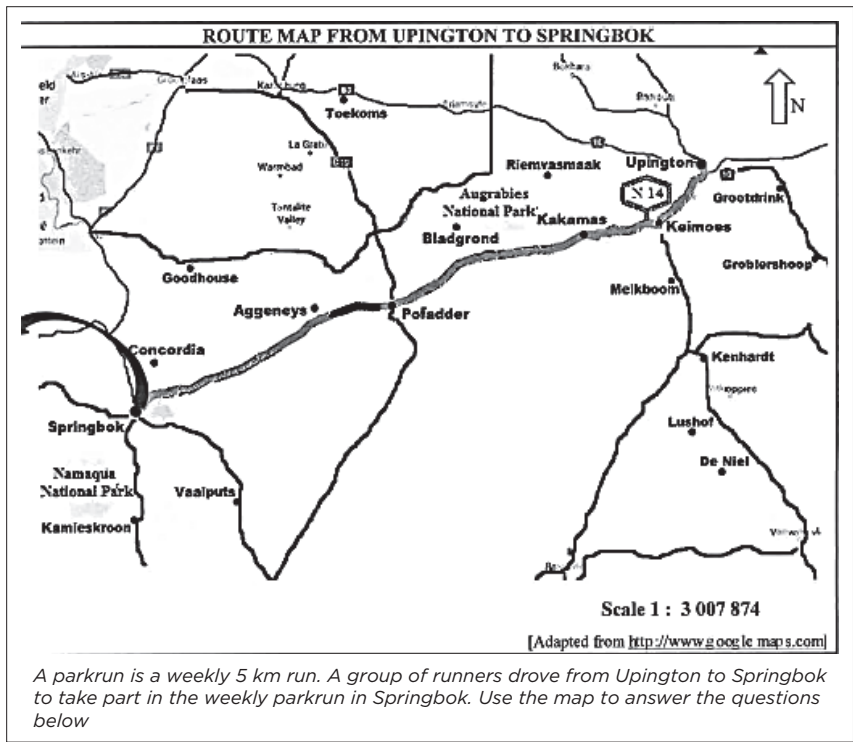 ROUTE MAP FROM UPINGTON TO SPRINGBOK
N
Toekoms
La Grab
Warmbad
Riemvasmaak
Upington
Augrabies
National Park
N 14
Grootdrink
Bladgrond
Kakamas
Keimoes
Goodhouse
Groblershoop
Aggeneys
Pofadder
Melkboom
Concordia
Kenhardt
Springbok
Lushof
De Niel
Namaqua
National Park
Vaalputs
Kamieskroon
Scale 1 : 3 007 874
[Adapted from http://www.google maps.com]
A parkrun is a weekly 5 km run. A group of runners drove from Upington to Springbok
to take part in the weekly parkrun in Springbok. Use the map to answer the questions
below